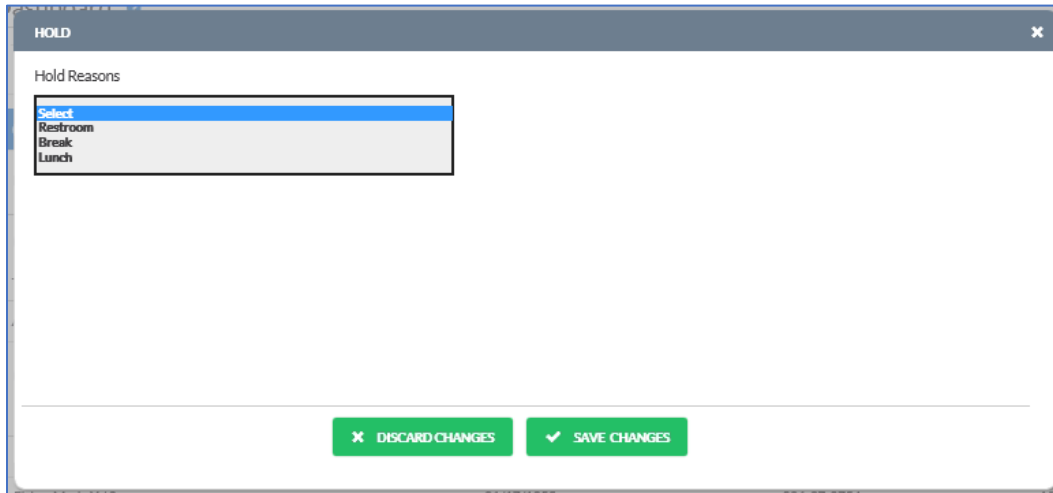 HOLD
Hold Reasons
Select
Restroom
Break
Lunch
DISCARD CHANGES
SAVE CHANGES